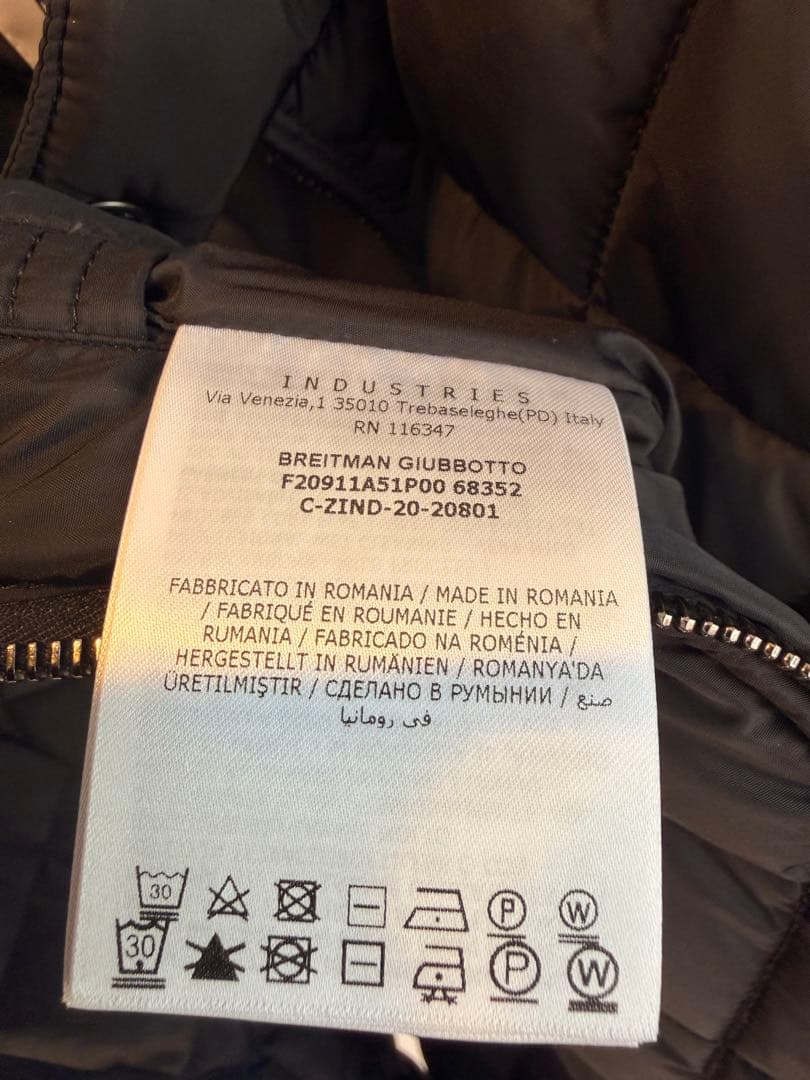 INDUSTRIES
Via Venezia,1 35010 Trebaseleghe(PD) Italy
RN 116347
BREITMAN GIUBBOTTO
F20911A51P00 68352
C-ZIND-20-20801
FABBRICATO IN ROMANIA / MADE IN ROMANIA
/ FABRIQUÉ EN ROUMANIE / HECHO EN
RUMANIA / FABRICADO NA ROMÉNIA /
HERGESTELLT IN RUMÄNIEN / ROMANYA'DA
ÜRETILMIŞTIR / СДЕЛАНО В РУМЫНИИ / صنع
في رومانيا
30 P W
30 P W